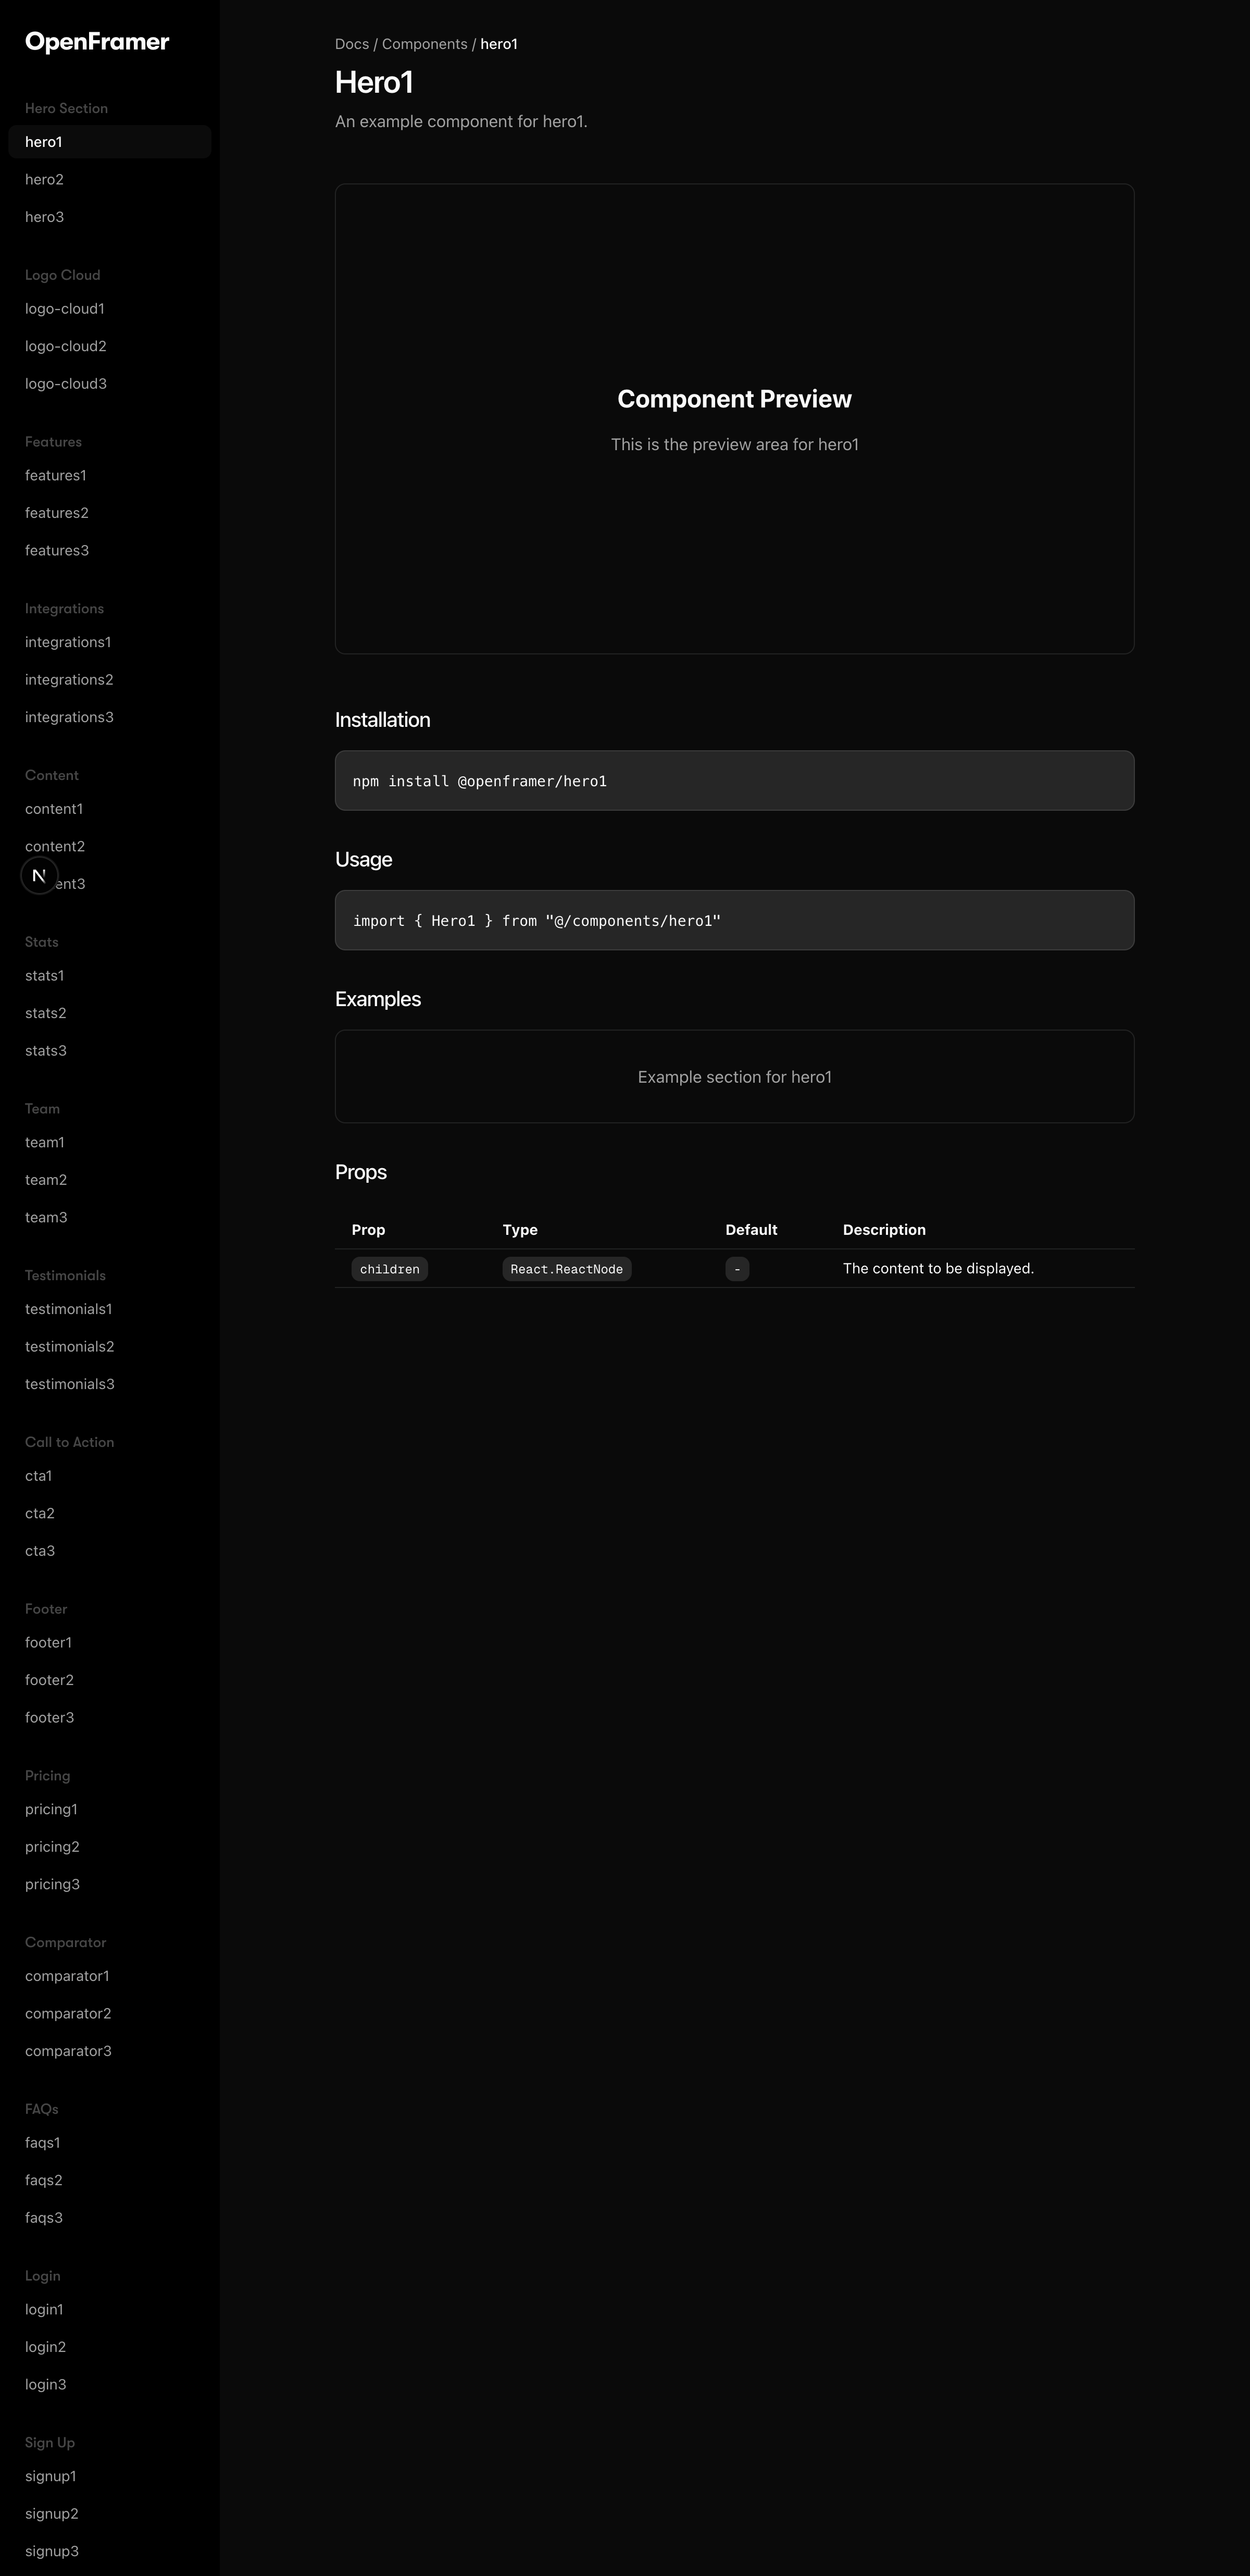 OpenFramer
Hero Section
hero1
hero2
hero3
Logo Cloud
logo-cloud1
logo-cloud2
logo-cloud3
Features
features1
features2
features3
Integrations
integrations1
integrations2
integrations3
Content
content1
content2
ent3
Stats
stats1
stats2
stats3
Team
team1
team2
team3
Testimonials
testimonials1
testimonials2
testimonials3
Call to Action
cta1
cta2
cta3
Footer
footer1
footer2
footer3
Pricing
pricing1
pricing2
pricing3
Comparator
comparator1
comparator2
comparator3
FAQs
faqs1
faqs2
faqs3
Login
login1
login2
login3
Sign Up
signup1
signup2
signup3
Docs / Components / hero1
Hero1
An example component for hero1.
Component Preview
This is the preview area for hero1
Installation
npm install @openframer/hero1
Usage
import { Hero1 } from "@/components/hero1"
Examples
Example section for hero1
Props
Prop Type Default Description
children React.ReactNode - The content to be displayed.